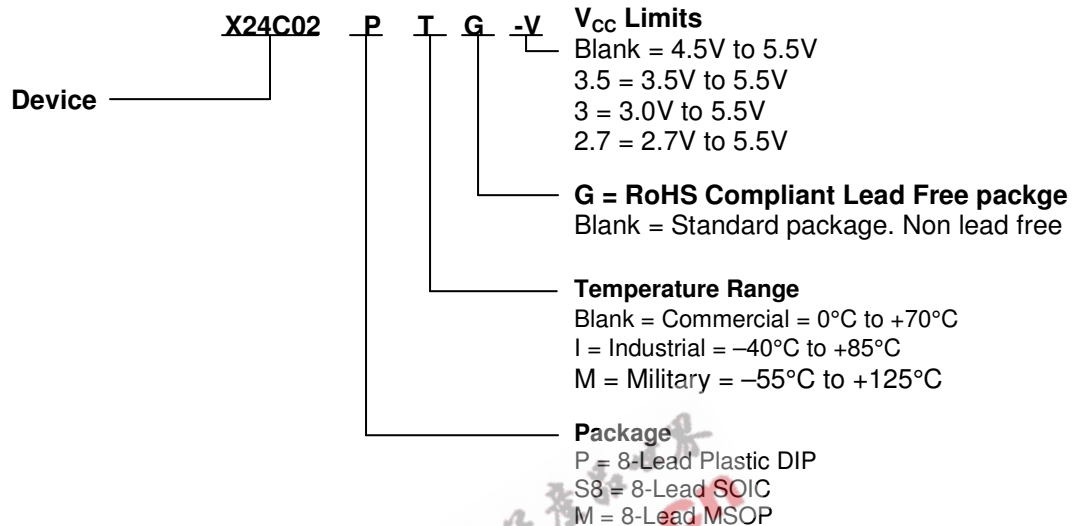 X24C02 P T G -V
Device
VCC Limits
Blank = 4.5V to 5.5V
3.5 = 3.5V to 5.5V
3 = 3.0V to 5.5V
2.7 = 2.7V to 5.5V
G = RoHS Compliant Lead Free packge
Blank = Standard package. Non lead free
Temperature Range
Blank = Commercial = 0°C to +70°C
I = Industrial = –40°C to +85°C
M = Military = –55°C to +125°C
Package
P = 8-Lead Plastic DIP
S8 = 8-Lead SOIC
M = 8-Lead MSOP